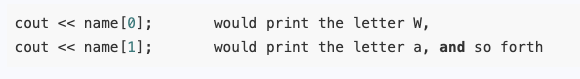 cout << name[0];       would print the letter W,
cout << name[1];       would print the letter a, and so forth